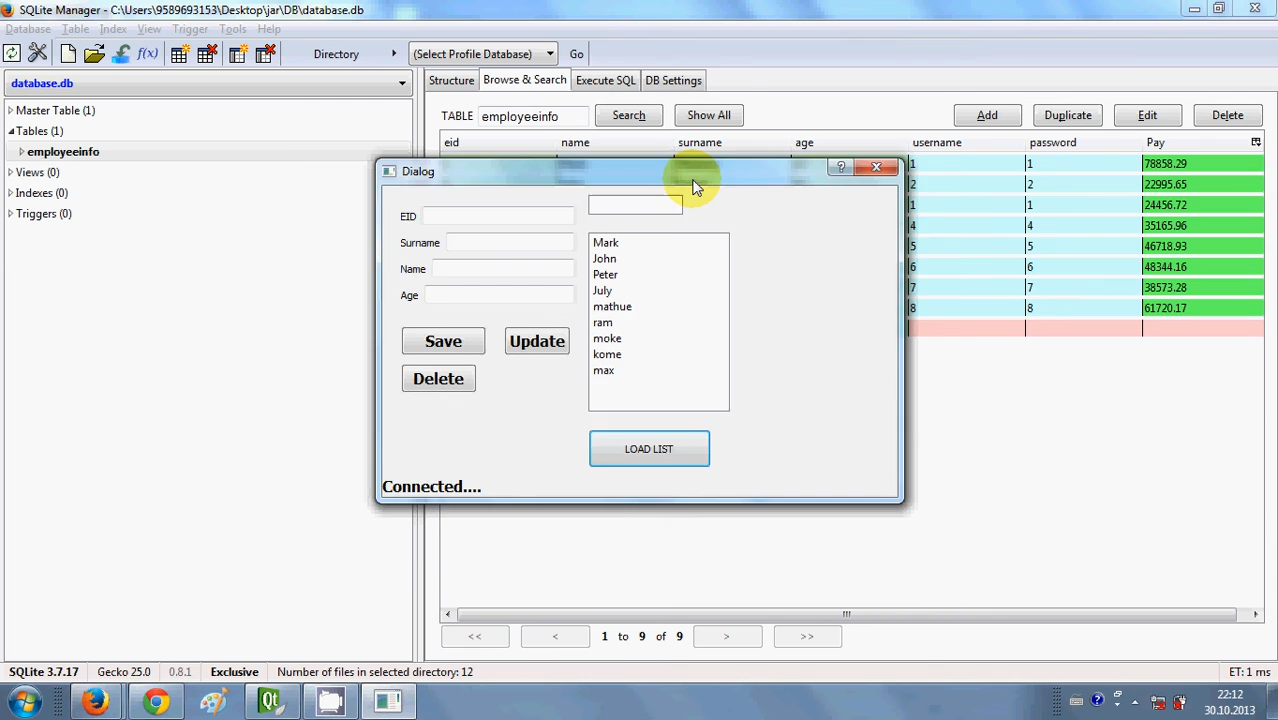 SQLite Manager - C:\Users\9589693153\Desktop\jar\DB\database.db
Database Table Index View Trigger Tools Help
f(x) Directory (Select Profile Database) Go
database.db
Structure Browse & Search Execute SQL DB Settings
Master Table (1)
Tables (1)
employeeinfo
Views (0)
Indexes (0)
Triggers (0)
TABLE employeeinfo Search Show All Add Duplicate Edit Delete
eid name surname age username password Pay
1 1 78858.29
2 2 22995.65
1 1 24456.72
4 4 35165.96
5 5 46718.93
6 6 48344.16
7 7 38573.28
8 8 61720.17
Dialog ?
EID
Surname
Name
Age
Save Update
Delete
Mark
John
Peter
July
mathue
ram
moke
kome
max
LOAD LIST
Connected....
<< < 1 to 9 of 9 > >>
SQLite 3.7.17 Gecko 25.0 0.8.1 Exclusive Number of files in selected directory: 12 ET: 1 ms
Qt
22:12
30.10.2013